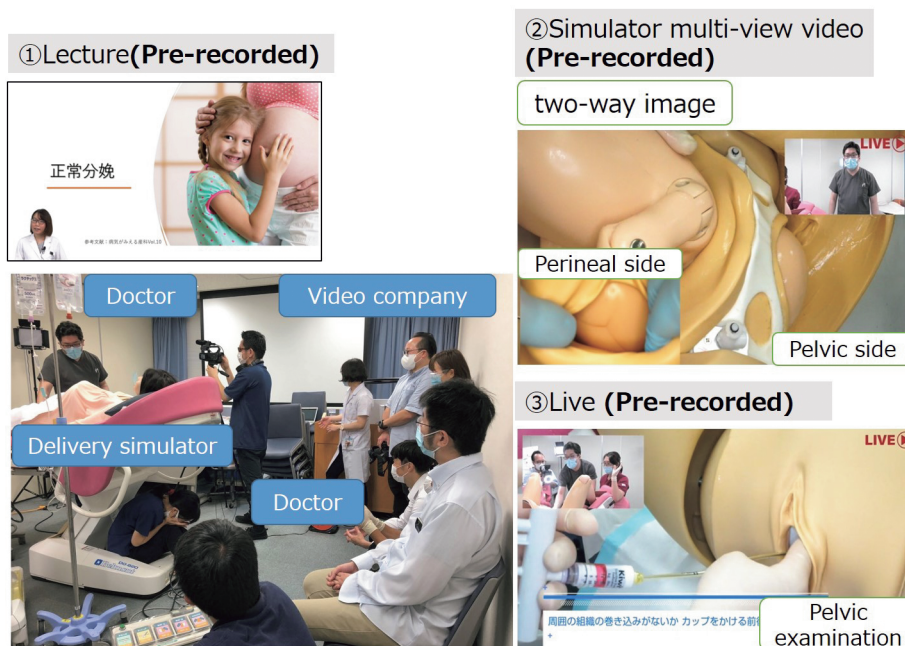 ①Lecture(Pre-recorded)
正常分娩
参考文献：病気がみえる産科Vol.10
Doctor
Video company
Delivery simulator
Doctor
②Simulator multi-view video
(Pre-recorded)
two-way image
LIVE
Perineal side
Pelvic side
③Live (Pre-recorded)
LIVE
Kiwi
周囲の組織の巻き込みがないか カップをかける前後
+
Pelvic
examination